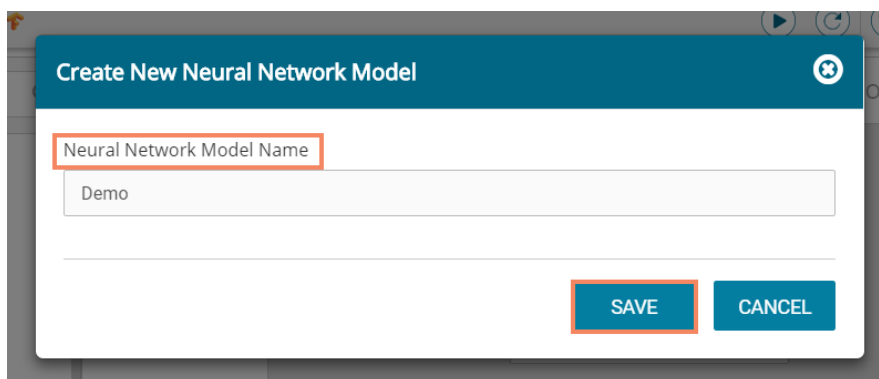 Create New Neural Network Model
Neural Network Model Name
Demo
SAVE
CANCEL